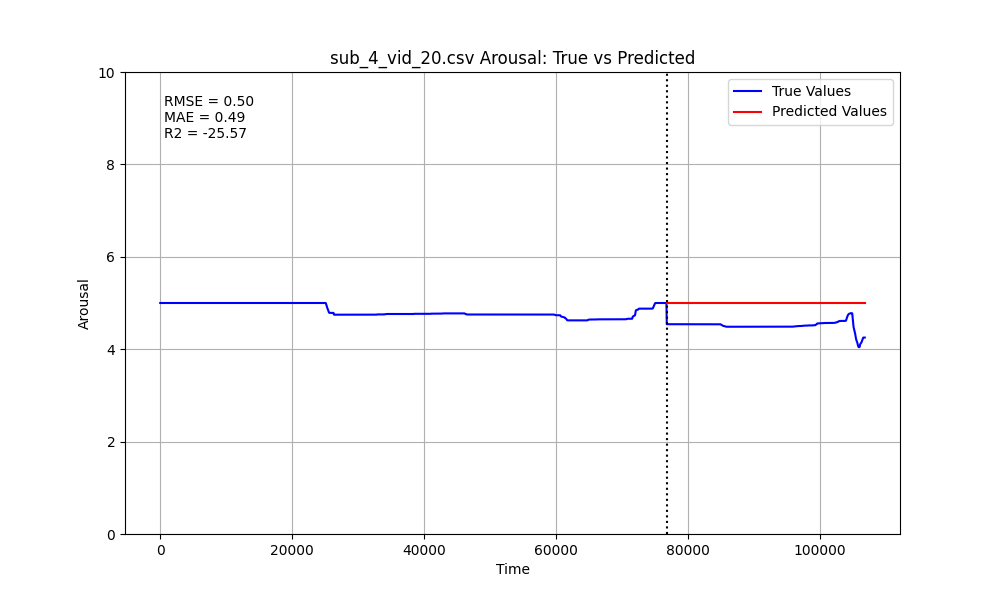 sub_4_vid_20.csv Arousal: True vs Predicted
RMSE = 0.50
MAE = 0.49
R2 = -25.57
True Values
Predicted Values
10
8
6
4
2
0
Arousal
0 20000 40000 60000 80000 100000
Time